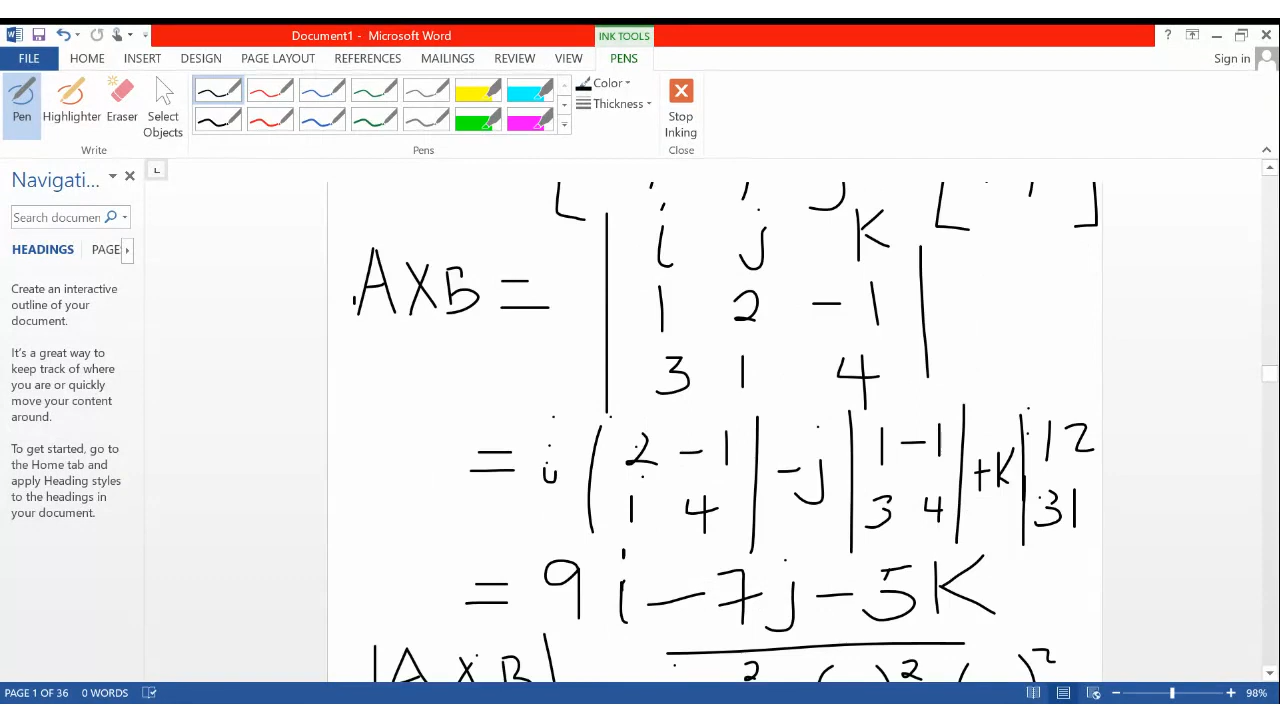 Document1 - Microsoft Word
INK TOOLS
? 
FILE HOME INSERT DESIGN PAGE LAYOUT REFERENCES MAILINGS REVIEW VIEW PENS Sign in
Pen Highlighter Eraser Select Objects Color Thickness Stop Inking
Write Pens Close
Navigati...
Search documen
HEADINGS PAGE
Create an interactive
outline of your
document.
It's a great way to
keep track of where
you are or quickly
move your content
around.
To get started, go to
the Home tab and
apply Heading styles
to the headings in
your document.
i j K
A X B =
1 2 - 1
3 1 4
= i | 2 - 1 | - j | 1 - 1 | + K | 1 2
1 4 | 3 4 | 3 1
= 9 i - 7 j - 5 K
|A X B|
PAGE 1 OF 36 0 WORDS 98%